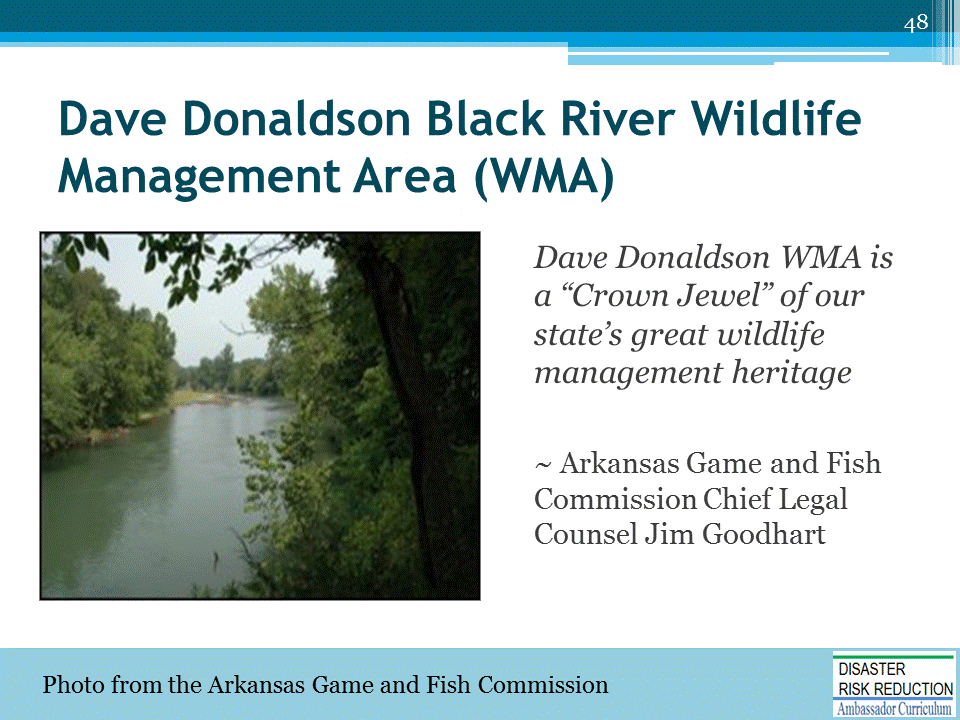 48
Dave Donaldson Black River Wildlife
Management Area (WMA)
Dave Donaldson WMA is
a “Crown Jewel” of our
state’s great wildlife
management heritage
~ Arkansas Game and Fish
Commission Chief Legal
Counsel Jim Goodhart
Photo from the Arkansas Game and Fish Commission
DISASTER
RISK REDUCTION
Ambassador Curriculum